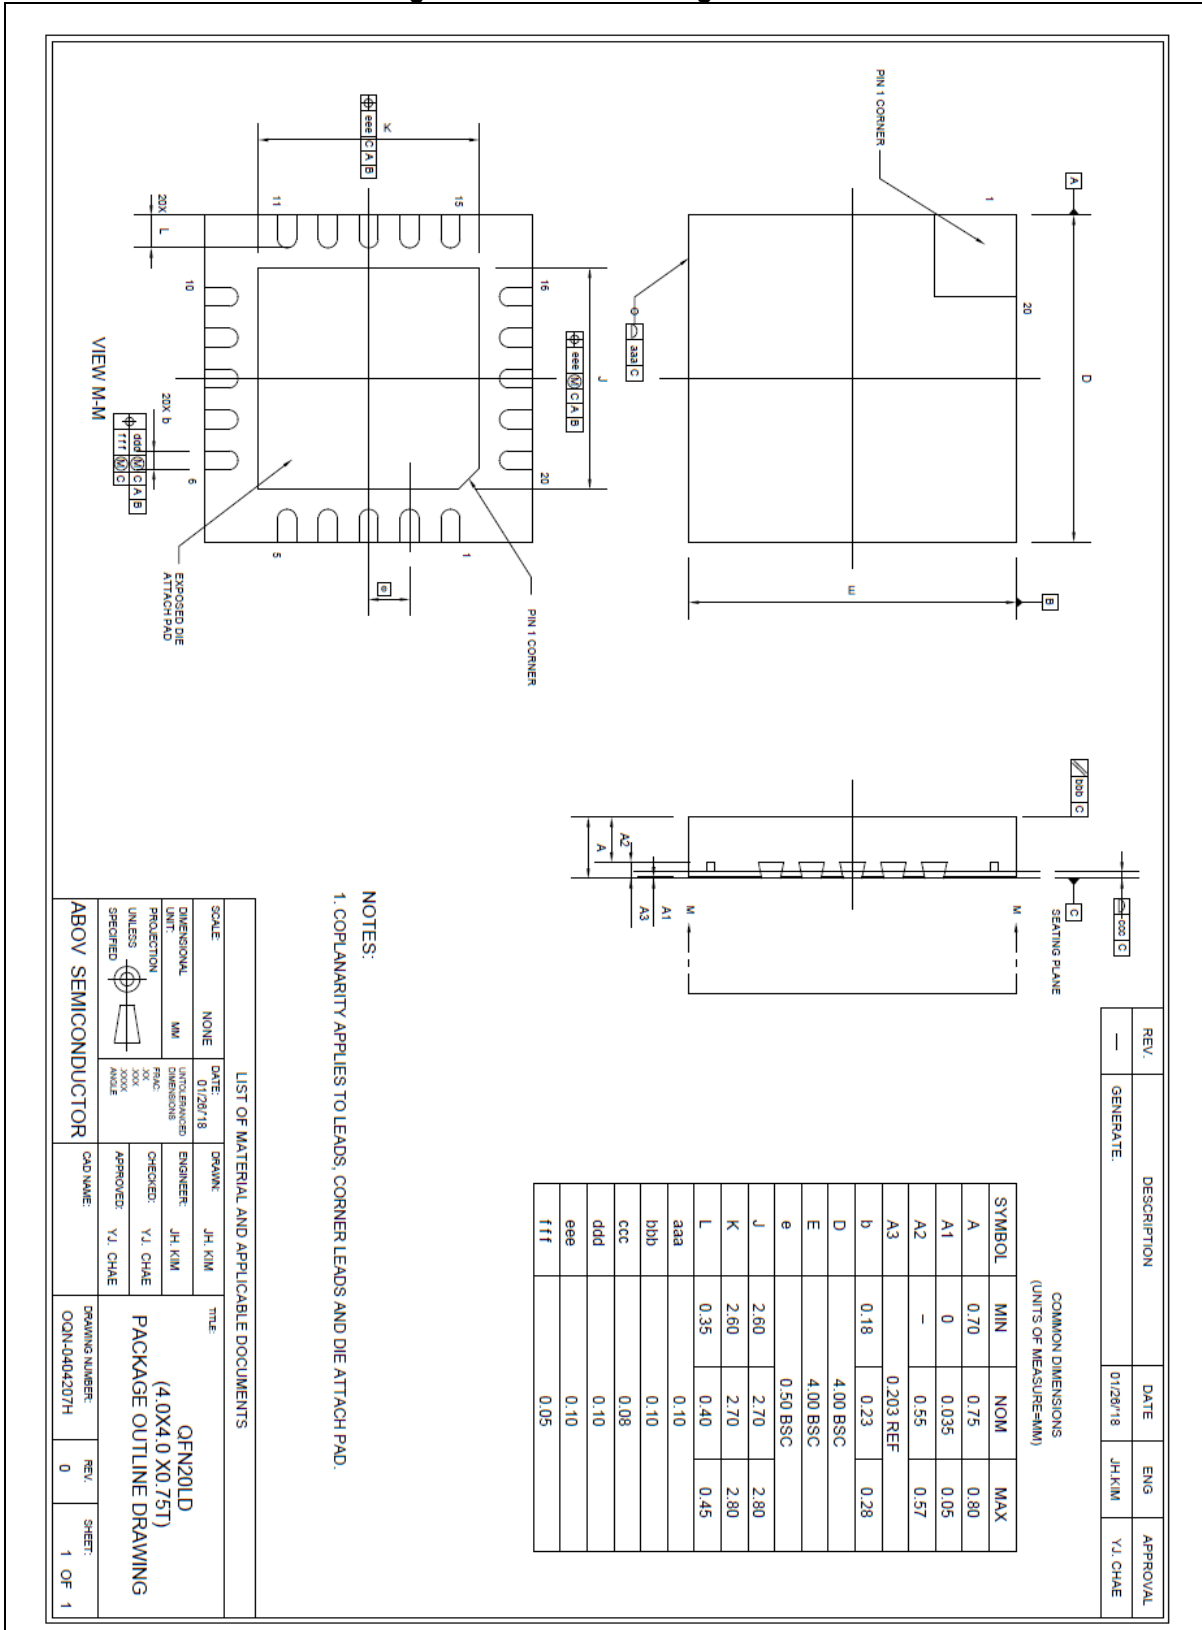 PIN 1 CORNER
1
20
A
D
B
E
aaa C
bbb C
ccc C
C
SEATING PLANE
M
M
A2
A
A1
A3
K
eee C A B
J
eee M C A B
11
15
20X L
10
16
20
6
5
1
20X b
ddd M C A B
fff M C
e
VIEW M-M
PIN 1 CORNER
EXPOSED DIE
ATTACH PAD
REV. DESCRIPTION DATE ENG APPROVAL
— GENERATE. 01/26/'18 JH.KIM YJ. CHAE
COMMON DIMENSIONS
(UNITS OF MEASURE=MM)
SYMBOL MIN NOM MAX
A 0.70 0.75 0.80
A1 0 0.035 0.05
A2 – 0.55 0.57
A3 0.203 REF
b 0.18 0.23 0.28
D 4.00 BSC
E 4.00 BSC
e 0.50 BSC
J 2.60 2.70 2.80
K 2.60 2.70 2.80
L 0.35 0.40 0.45
aaa 0.10
bbb 0.10
ccc 0.08
ddd 0.10
eee 0.10
fff 0.05
NOTES:
1. COPLANARITY APPLIES TO LEADS, CORNER LEADS AND DIE ATTACH PAD.
LIST OF MATERIAL AND APPLICABLE DOCUMENTS
SCALE: NONE
DATE: 01/26/'18
DRAWN: JH. KIM
DIMENSIONAL
UNIT: MM
UNTOLERANCED
DIMENSIONS
ENGINEER: JH. KIM
PROJECTION
UNLESS
SPECIFIED
FRAC:
.XX
.XXX
.XXXX
ANGLE
CHECKED: YJ. CHAE
APPROVED: YJ. CHAE
TITLE:
QFN20LD
(4.0X4.0 X0.75T)
PACKAGE OUTLINE DRAWING
ABOV SEMICONDUCTOR
CAD NAME:
DRAWING NUMBER:
OQN-0404207H
REV.
0
SHEET:
1 OF 1